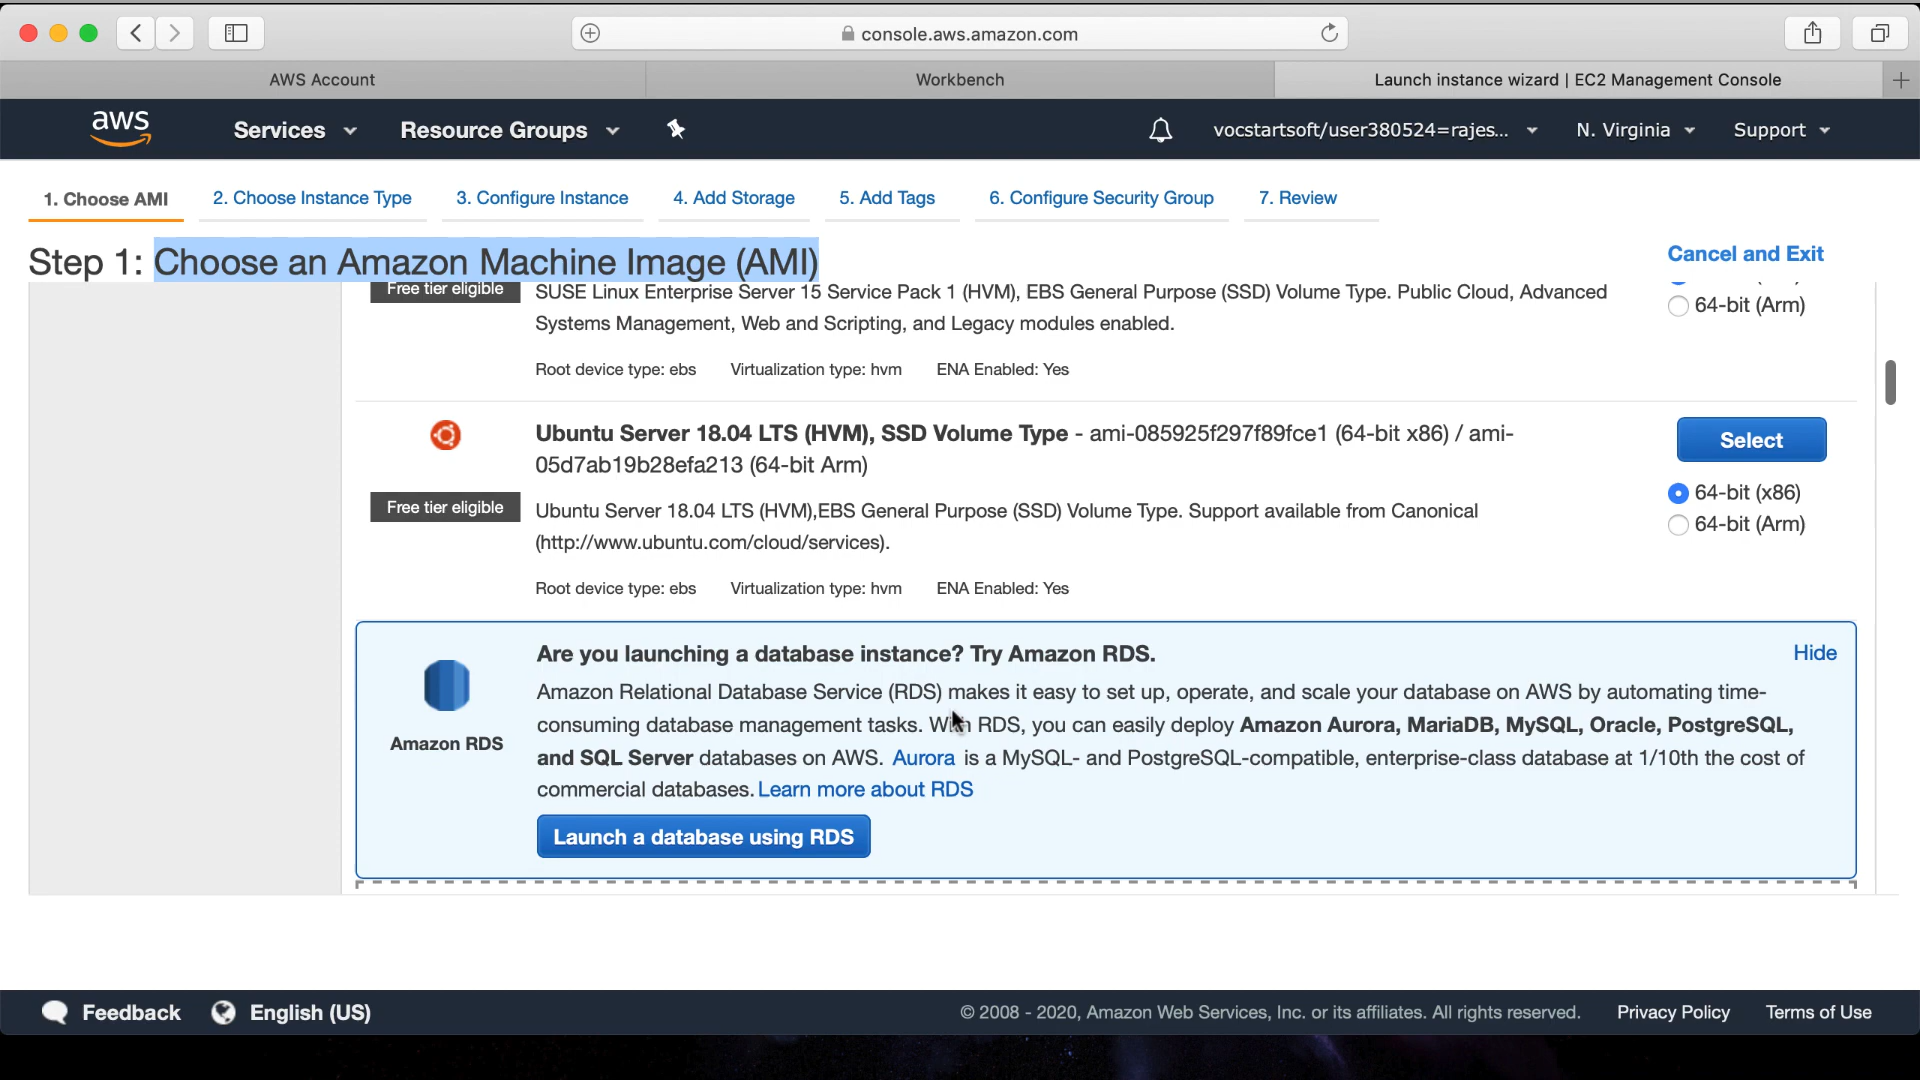 console.aws.amazon.com
AWS Account
Workbench
Launch instance wizard | EC2 Management Console
aws
Services
Resource Groups
vocstartsoft/user380524=rajes...
N. Virginia
Support
1. Choose AMI
2. Choose Instance Type
3. Configure Instance
4. Add Storage
5. Add Tags
6. Configure Security Group
7. Review
Step 1: Choose an Amazon Machine Image (AMI)
Cancel and Exit
Free tier eligible
SUSE Linux Enterprise Server 15 Service Pack 1 (HVM), EBS General Purpose (SSD) Volume Type. Public Cloud, Advanced
Systems Management, Web and Scripting, and Legacy modules enabled.
64-bit (Arm)
Root device type: ebs
Virtualization type: hvm
ENA Enabled: Yes
Ubuntu Server 18.04 LTS (HVM), SSD Volume Type - ami-085925f297f89fce1 (64-bit x86) / ami-
05d7ab19b28efa213 (64-bit Arm)
Select
64-bit (x86)
64-bit (Arm)
Free tier eligible
Ubuntu Server 18.04 LTS (HVM),EBS General Purpose (SSD) Volume Type. Support available from Canonical
(http://www.ubuntu.com/cloud/services).
Root device type: ebs
Virtualization type: hvm
ENA Enabled: Yes
Amazon RDS
Are you launching a database instance? Try Amazon RDS.
Hide
Amazon Relational Database Service (RDS) makes it easy to set up, operate, and scale your database on AWS by automating time-
consuming database management tasks. With RDS, you can easily deploy Amazon Aurora, MariaDB, MySQL, Oracle, PostgreSQL,
and SQL Server databases on AWS. Aurora is a MySQL- and PostgreSQL-compatible, enterprise-class database at 1/10th the cost of
commercial databases. Learn more about RDS
Launch a database using RDS
Feedback
English (US)
© 2008 - 2020, Amazon Web Services, Inc. or its affiliates. All rights reserved.
Privacy Policy
Terms of Use